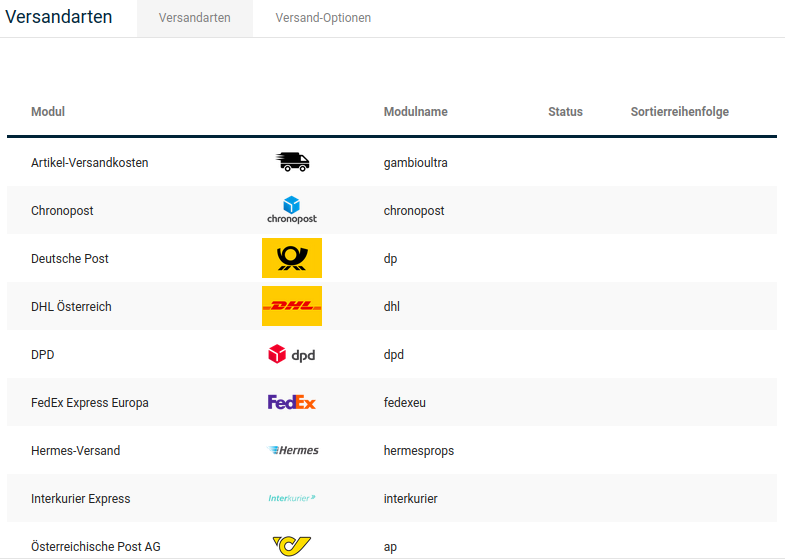 Versandarten Versandarten Versand-Optionen
Modul Modulname Status Sortierreihenfolge
Artikel-Versandkosten gambioultra
Chronopost chronopost chronopost
Deutsche Post dp
DHL Österreich DHL dhl
DPD dpd dpd
FedEx Express Europa FedEx fedexeu
Hermes-Versand Hermes hermesprops
Interkurier Express Interkurier interkurier
Österreichische Post AG ap